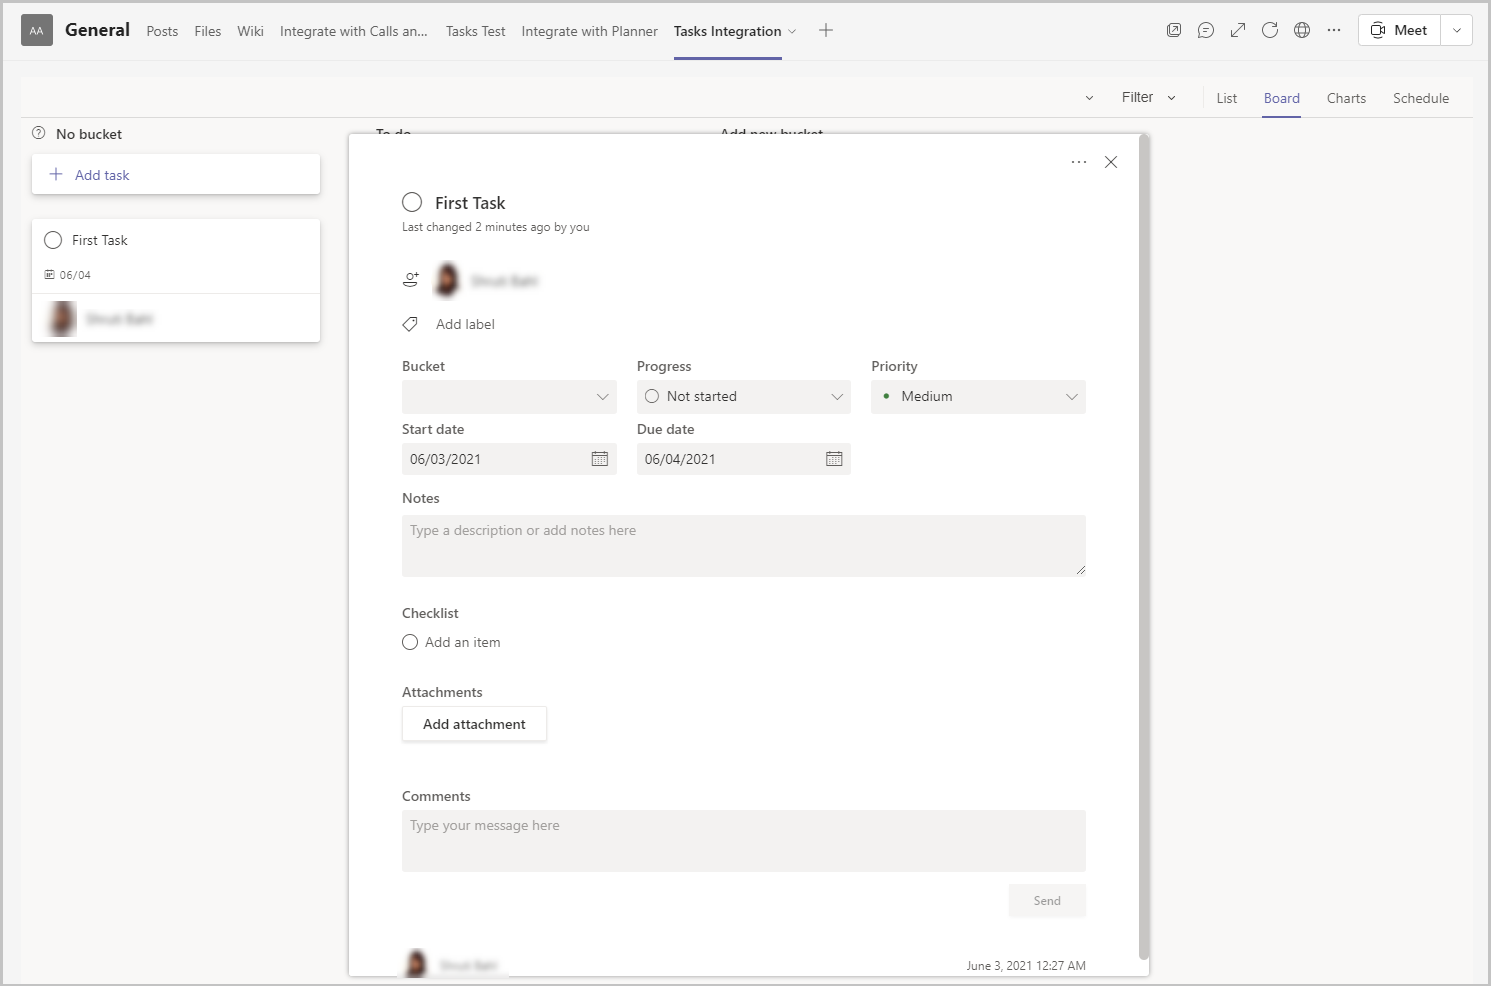 AA General Posts Files Wiki Integrate with Calls an... Tasks Test Integrate with Planner Tasks Integration Meet
Filter List Board Charts Schedule
No bucket To do Add new bucket
Add task
First Task
06/04
First Task
Last changed 2 minutes ago by you
Add label
Bucket Progress Priority
Not started Medium
Start date Due date
06/03/2021 06/04/2021
Notes
Type a description or add notes here
Checklist
Add an item
Attachments
Add attachment
Comments
Type your message here
Send
June 3, 2021 12:27 AM